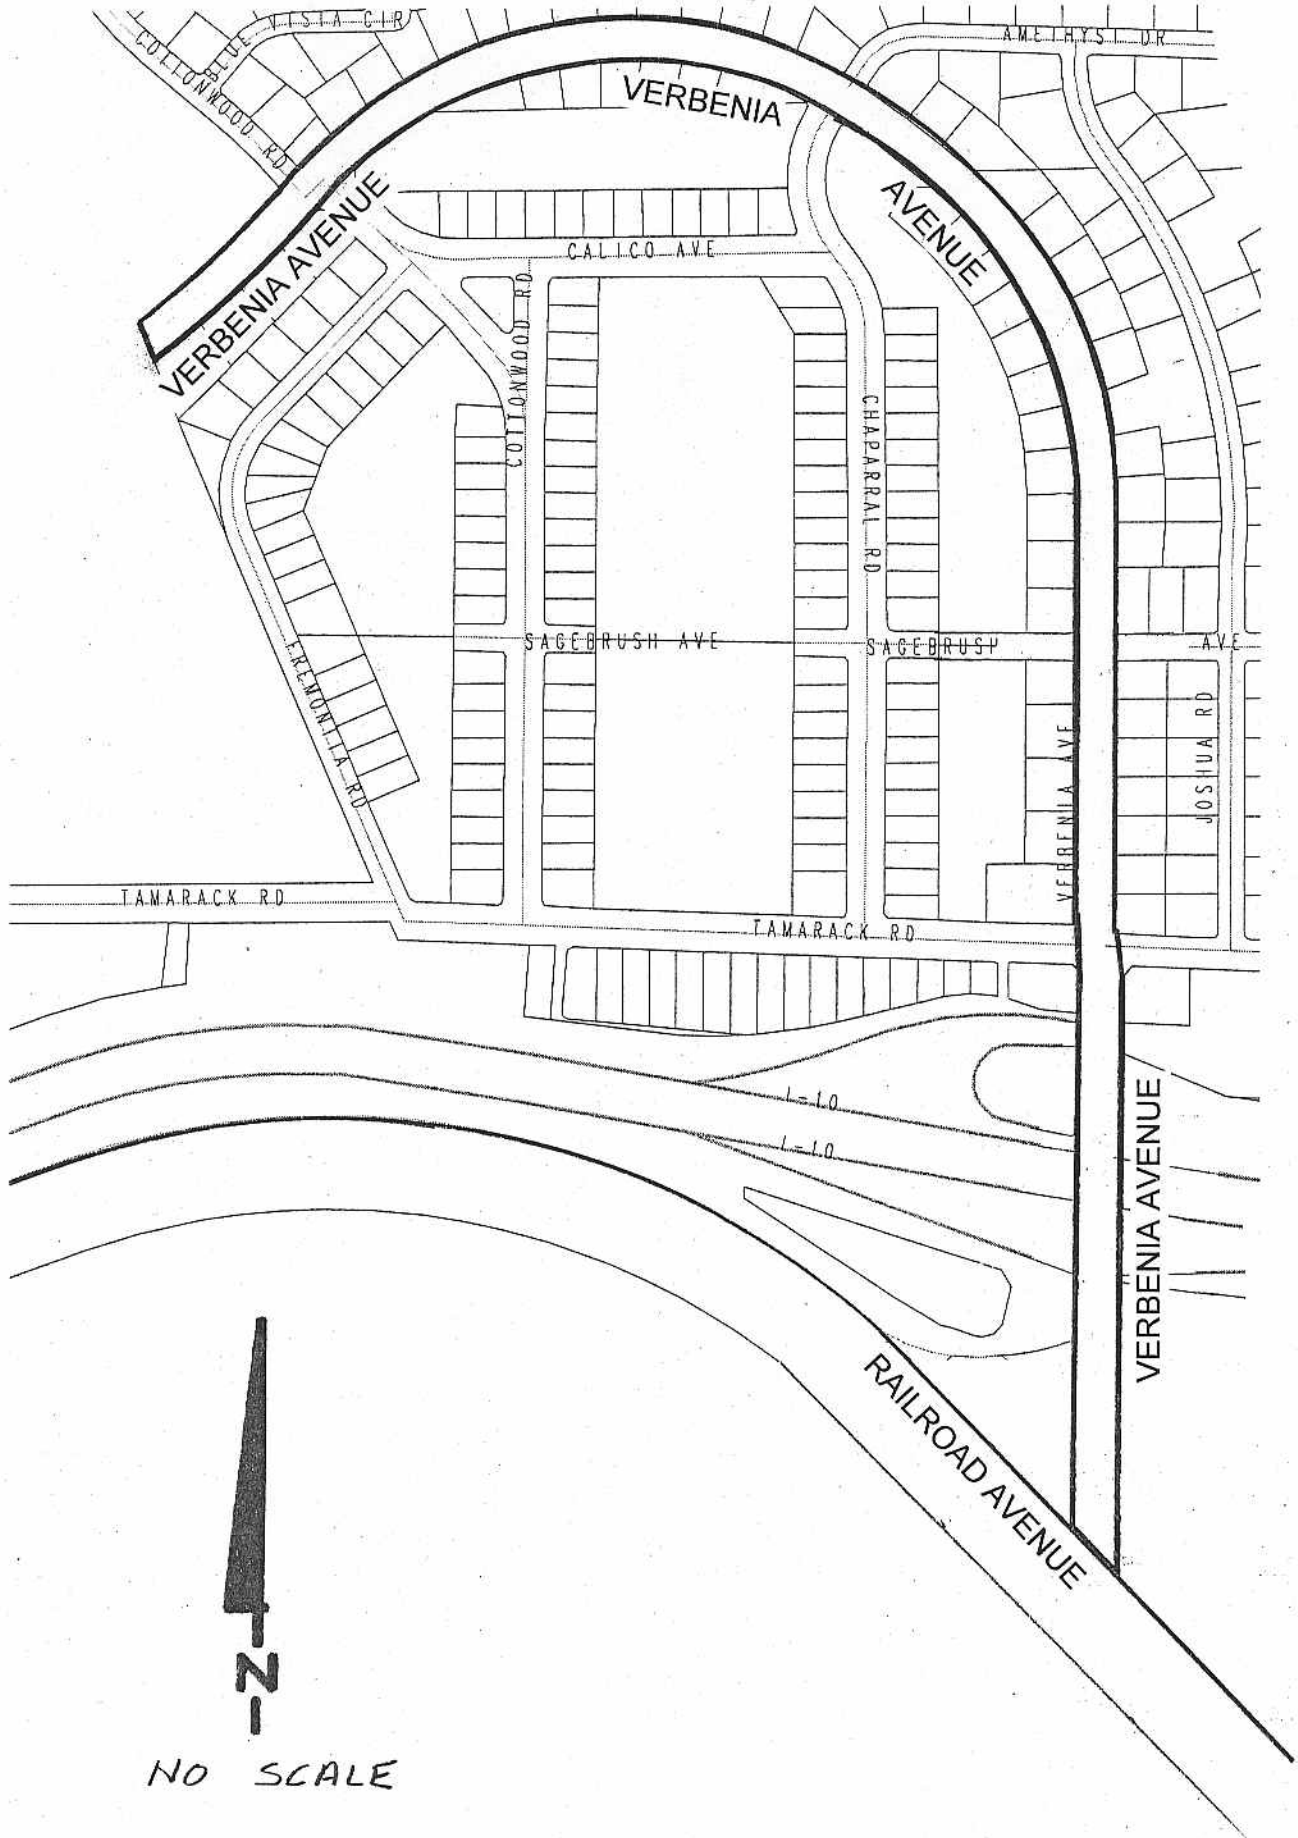 VISTA CIR
BLUE
COTTONWOOD RD
AMETHYST DR
VERBENIA
VERBENIA AVENUE
AVENUE
CALICO AVE
COTTONWOOD RD
CHAPARRAL RD
SAGEBRUSH AVE
SAGEBRUSH
AVE
FREMONTIA RD
VERBENIA AVE
JOSHUA RD
TAMARACK RD
TAMARACK RD
L=10
L=10
VERBENIA AVENUE
RAILROAD AVENUE
N
NO SCALE